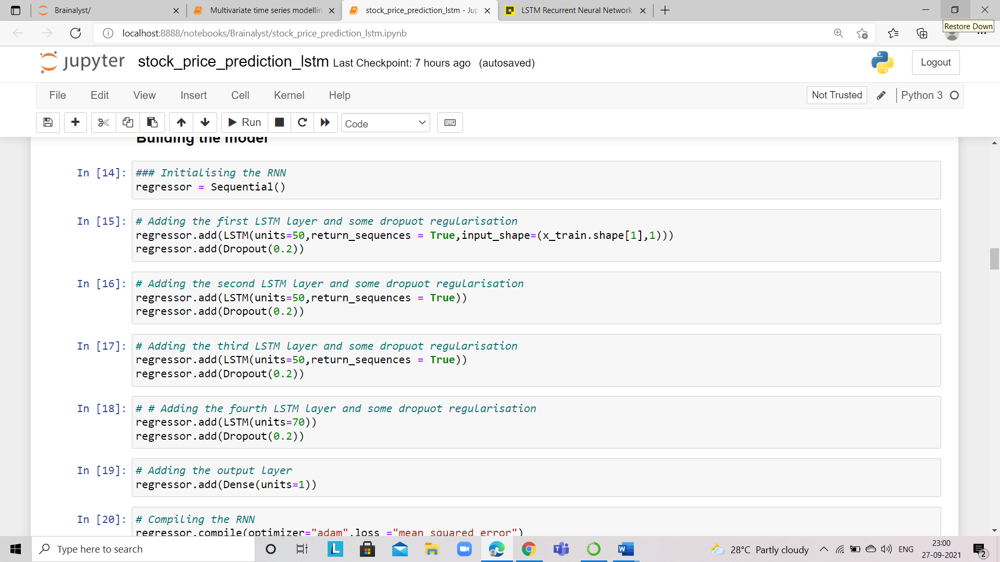 Brainalyst/
Multivariate time series modellin
stock_price_prediction_lstm - Jup
LSTM Recurrent Neural Network
Restore Down
localhost:8888/notebooks/Brainalyst/stock_price_prediction_lstm.ipynb
jupyter stock_price_prediction_lstm Last Checkpoint: 7 hours ago (autosaved)
Logout
File Edit View Insert Cell Kernel Help
Not Trusted Python 3
Run Code
Building the model
In [14]: ### Initialising the RNN
regressor = Sequential()
In [15]: # Adding the first LSTM layer and some dropuot regularisation
regressor.add(LSTM(units=50,return_sequences = True,input_shape=(x_train.shape[1],1)))
regressor.add(Dropout(0.2))
In [16]: # Adding the second LSTM layer and some dropuot regularisation
regressor.add(LSTM(units=50,return_sequences = True))
regressor.add(Dropout(0.2))
In [17]: # Adding the third LSTM layer and some dropuot regularisation
regressor.add(LSTM(units=50,return_sequences = True))
regressor.add(Dropout(0.2))
In [18]: # # Adding the fourth LSTM layer and some dropuot regularisation
regressor.add(LSTM(units=70))
regressor.add(Dropout(0.2))
In [19]: # Adding the output layer
regressor.add(Dense(units=1))
In [20]: # Compiling the RNN
regressor.compile(optimizer="adam",loss ="mean_squared_error")
Type here to search
28°C Partly cloudy
ENG
23:00
27-09-2021
2